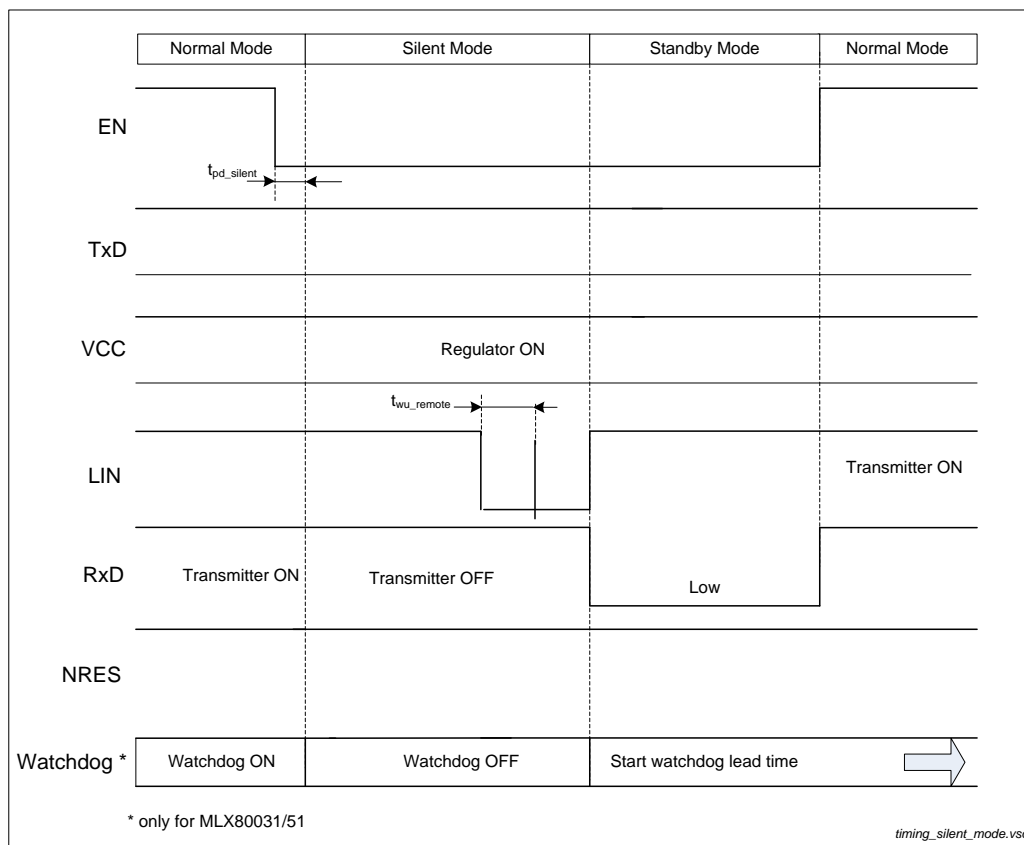 Normal Mode Silent Mode Standby Mode Normal Mode
EN
tpd_silent
TxD
VCC
Regulator ON
twu_remote
LIN
Transmitter ON
RxD
Transmitter ON Transmitter OFF
Low
NRES
Watchdog * Watchdog ON Watchdog OFF Start watchdog lead time
* only for MLX80031/51
timing_silent_mode.vsd